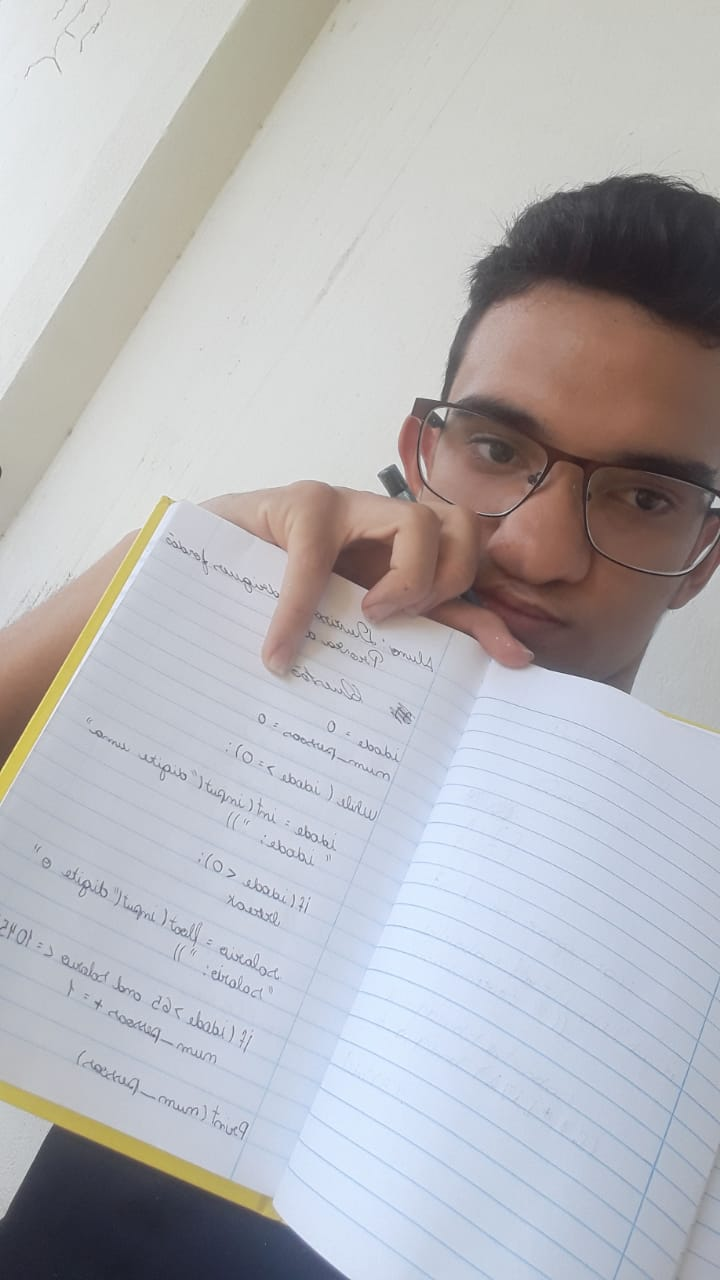 Aluno:
Prova a
Questão
idade = 0
num_pessoas = 0
while (idade >= 0):
idade = int(input("digite uma"
"idade: "))
if (idade < 0):
break
salario = float(input("digite o"
"salario: "))
if (idade > 65 and salario <= 1045
num_pessoas += 1
Print(num_pessoas)